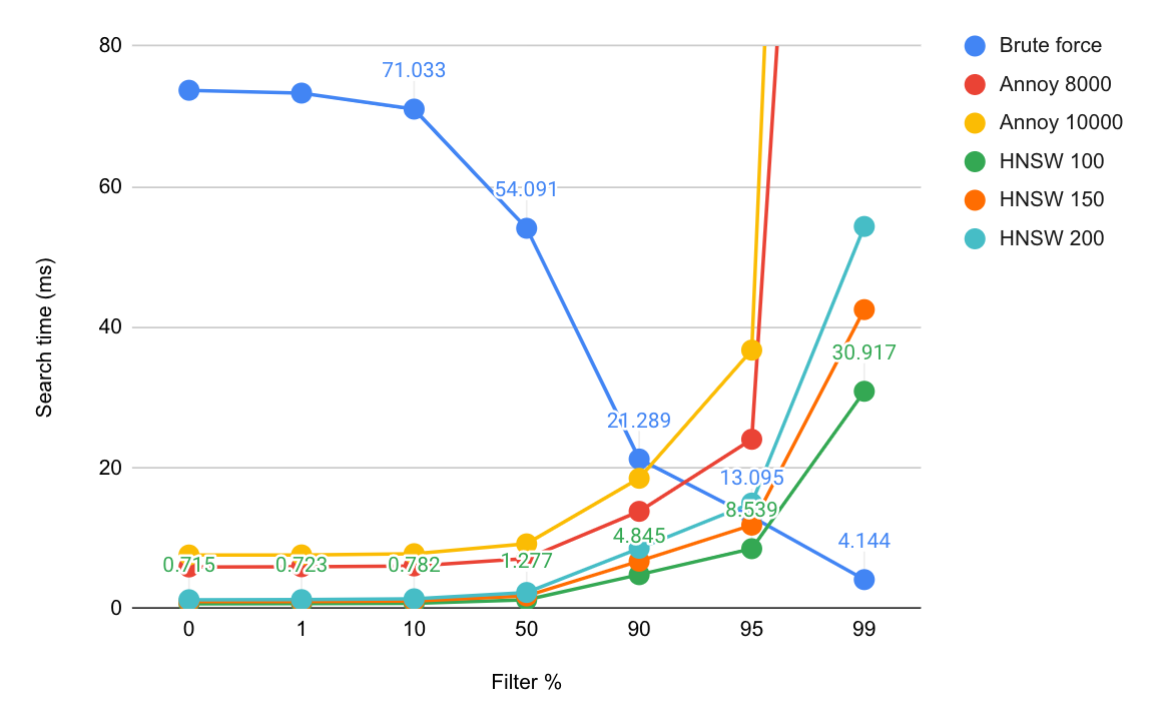 80
60
40
20
0
Search time (ms)
71.033
54.091
21.289
13.095
4.144
0.715
0.723
0.782
1.277
4.845
8.539
30.917
0 1 10 50 90 95 99
Filter %
Brute force
Annoy 8000
Annoy 10000
HNSW 100
HNSW 150
HNSW 200